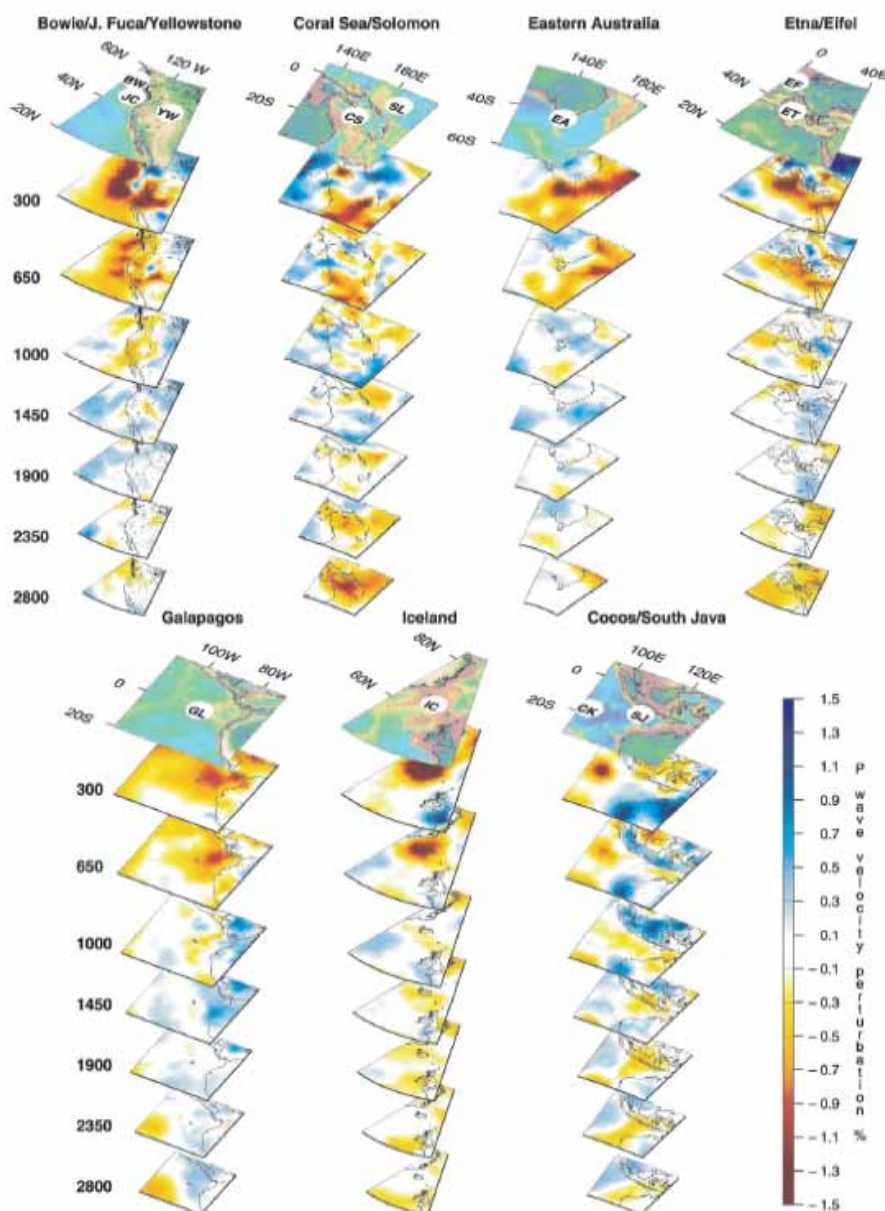 Bowie/J. Fuca/Yellowstone
Coral Sea/Solomon
Eastern Australia
Etna/Eifel
60N
40N
20N
120 W
BW
JC
YW
0
20S
140E
160E
CS
SL
40S
60S
140E
160E
EA
40N
20N
0
40E
EF
ET
300
650
1000
1450
1900
2350
2800
Galapagos
Iceland
Cocos/South Java
0
20S
100W
80W
GL
60N
80N
IC
0
20S
100E
120E
CK
SJ
300
650
1000
1450
1900
2350
2800
1.5
1.3
1.1
0.9
0.7
0.5
0.3
0.1
−0.1
−0.3
−0.5
−0.7
−0.9
−1.1
−1.3
−1.5
P wave velocity perturbation %